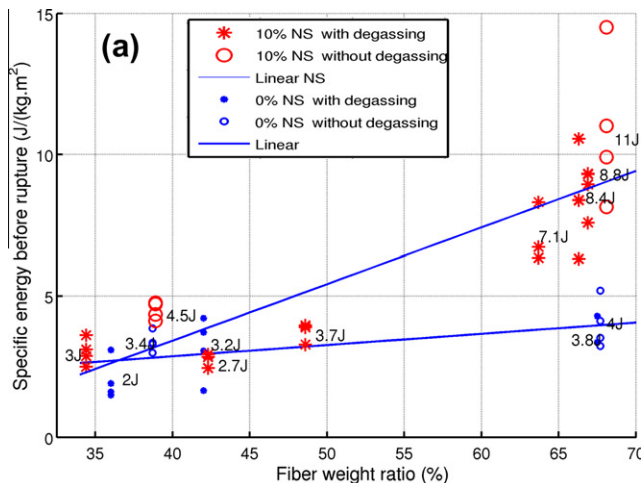 (a)
10% NS with degassing
10% NS without degassing
Linear NS
0% NS with degassing
0% NS without degassing
Linear
Specific energy before rupture (J/(kg.m²)
15
10
5
0
11J
8.8J
8.4J
7.1J
4.5J
4J
3.4J
3.2J
3.7J
3.8J
3J
2.7J
2J
35 40 45 50 55 60 65 70
Fiber weight ratio (%)